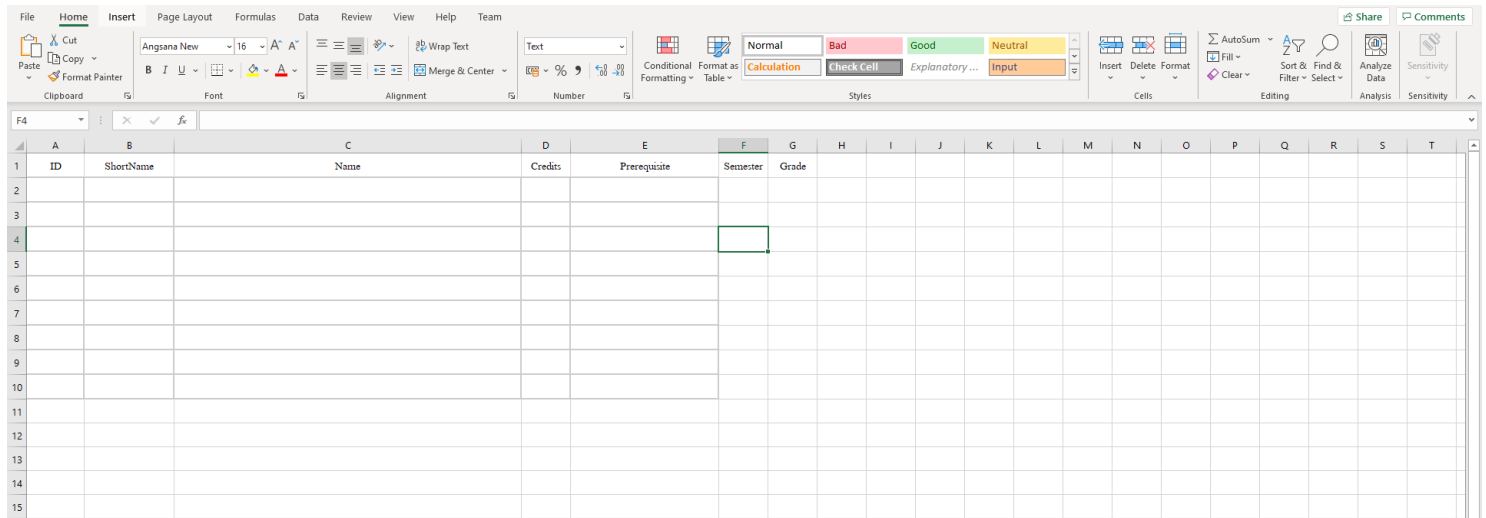 File Home Insert Page Layout Formulas Data Review View Help Team Share Comments
Cut
Copy
Format Painter
Paste
Clipboard
Angsana New 16 A^ A˅
B I U A
Font
Wrap Text
Merge & Center
Alignment
Text
% 9
Number
Conditional Formatting
Format as Table
Normal Bad Good Neutral
Calculation Check Cell Explanatory ... Input
Styles
Insert Delete Format
Cells
AutoSum
Fill
Clear
Sort & Filter
Find & Select
Editing
Analyze Data
Analysis
Sensitivity
Sensitivity
F4 fx
A B C D E F G H I J K L M N O P Q R S T
1 ID ShortName Name Credits Prerequisite Semester Grade
2
3
4
5
6
7
8
9
10
11
12
13
14
15